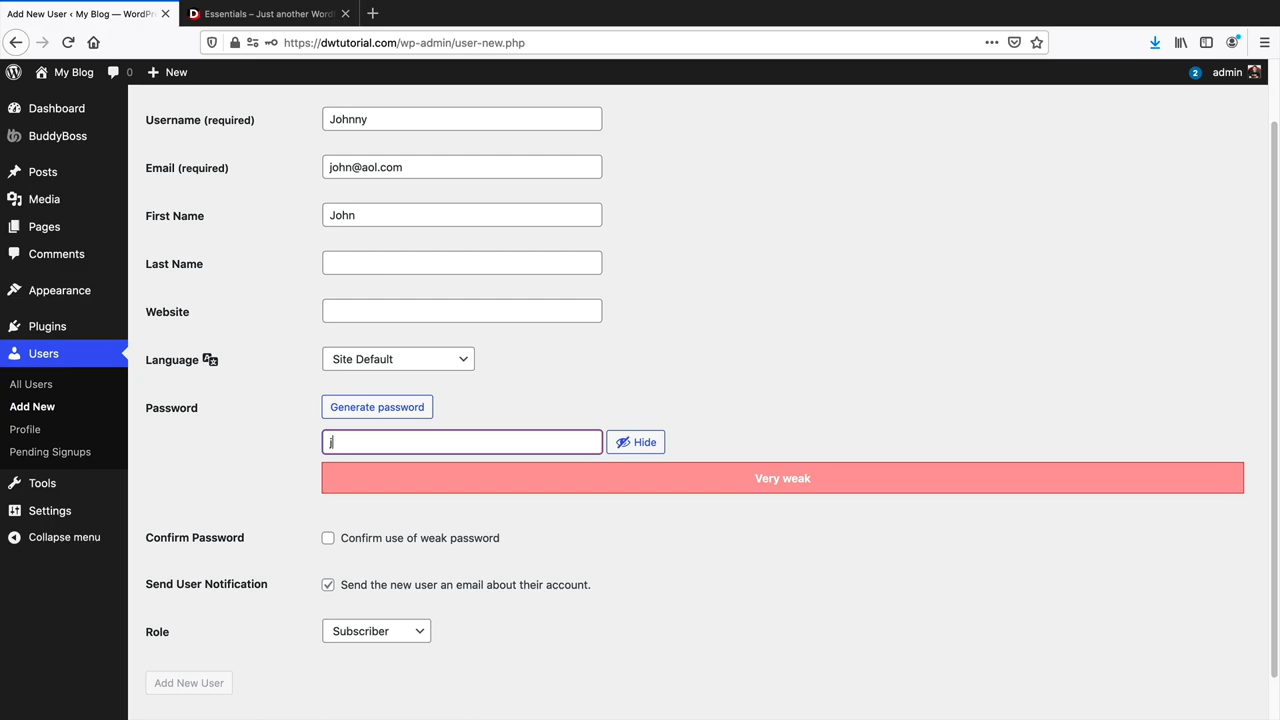 Add New User ‹ My Blog — WordPr
Essentials – Just another Word
https://dwtutorial.com/wp-admin/user-new.php
My Blog
0
New
2
admin
Dashboard
BuddyBoss
Posts
Media
Pages
Comments
Appearance
Plugins
Users
All Users
Add New
Profile
Pending Signups
Tools
Settings
Collapse menu
Username (required)
Johnny
Email (required)
john@aol.com
First Name
John
Last Name
Website
Language
Site Default
Password
Generate password
j
Hide
Very weak
Confirm Password
Confirm use of weak password
Send User Notification
Send the new user an email about their account.
Role
Subscriber
Add New User